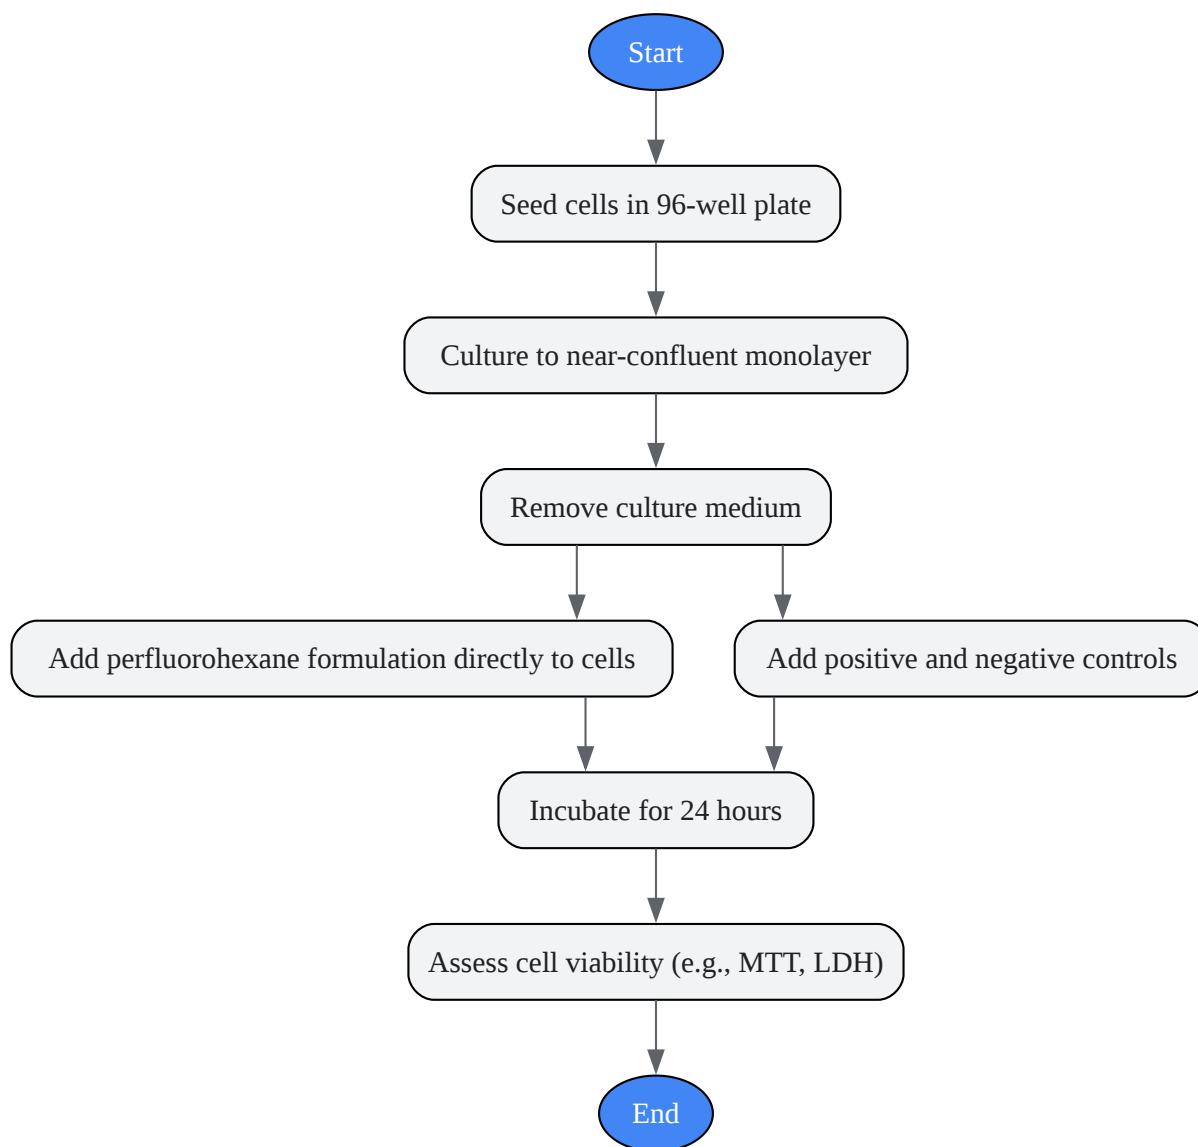 Start
Seed cells in 96-well plate
Culture to near-confluent monolayer
Remove culture medium
Add perfluorohexane formulation directly to cells
Add positive and negative controls
Incubate for 24 hours
Assess cell viability (e.g., MTT, LDH)
End